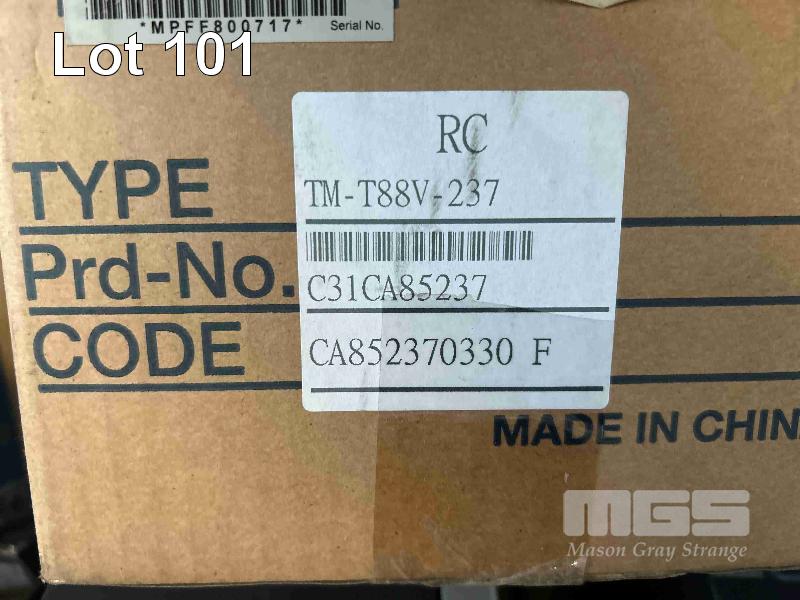 *MPFF800717*
Serial No.
Lot 101
RC
TYPE TM-T88V-237
Prd-No. C31CA85237
CODE CA852370330 F
MADE IN CHIN
MGS
Mason Gray Strange